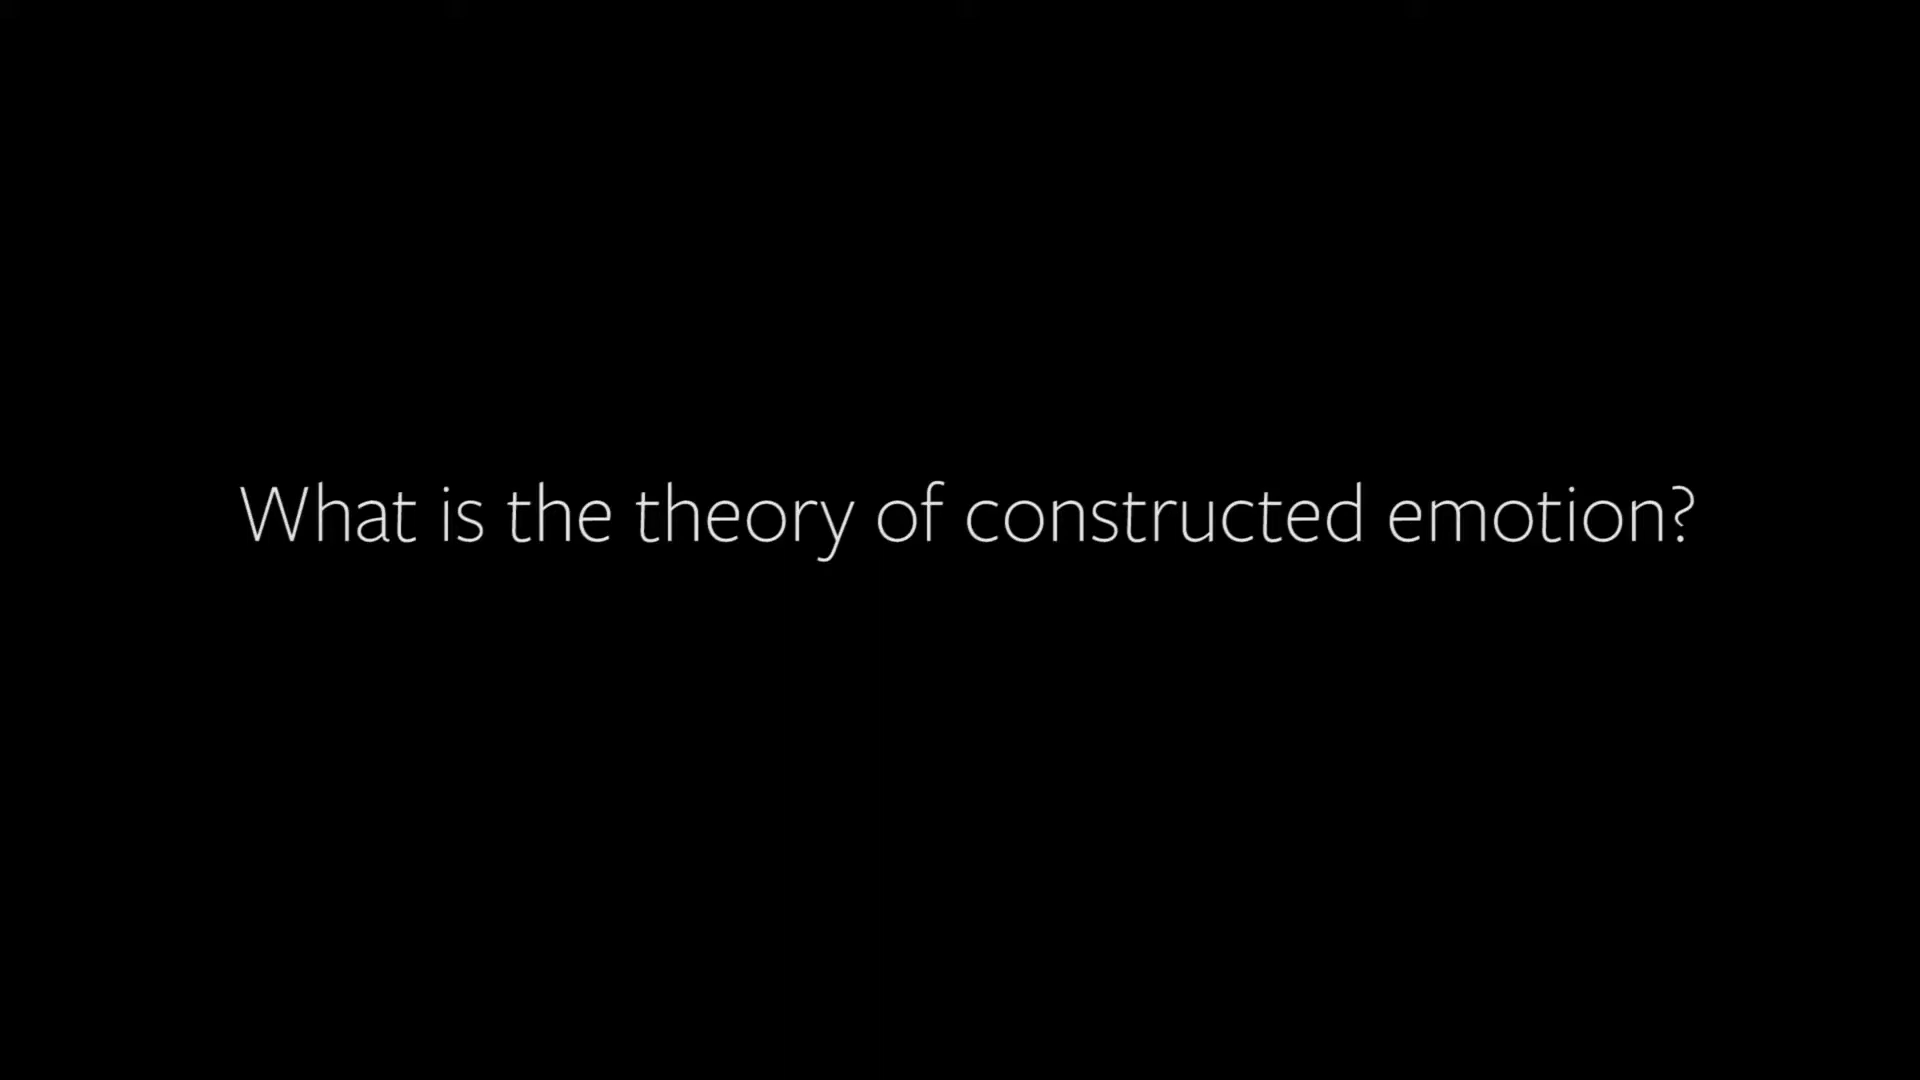 What is the theory of constructed emotion?